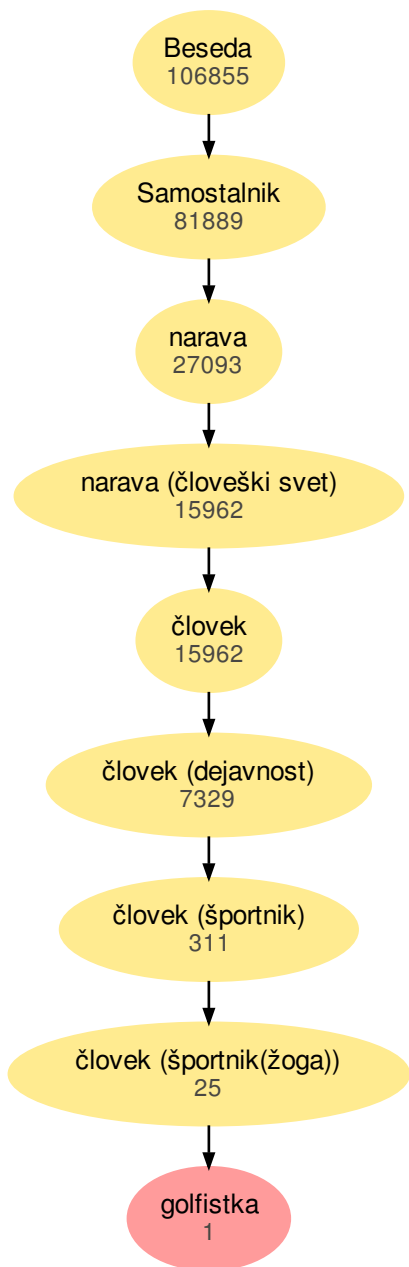 Beseda
106855
Samostalnik
81889
narava
27093
narava (človeški svet)
15962
človek
15962
človek (dejavnost)
7329
človek (športnik)
311
človek (športnik(žoga))
25
golfistka
1